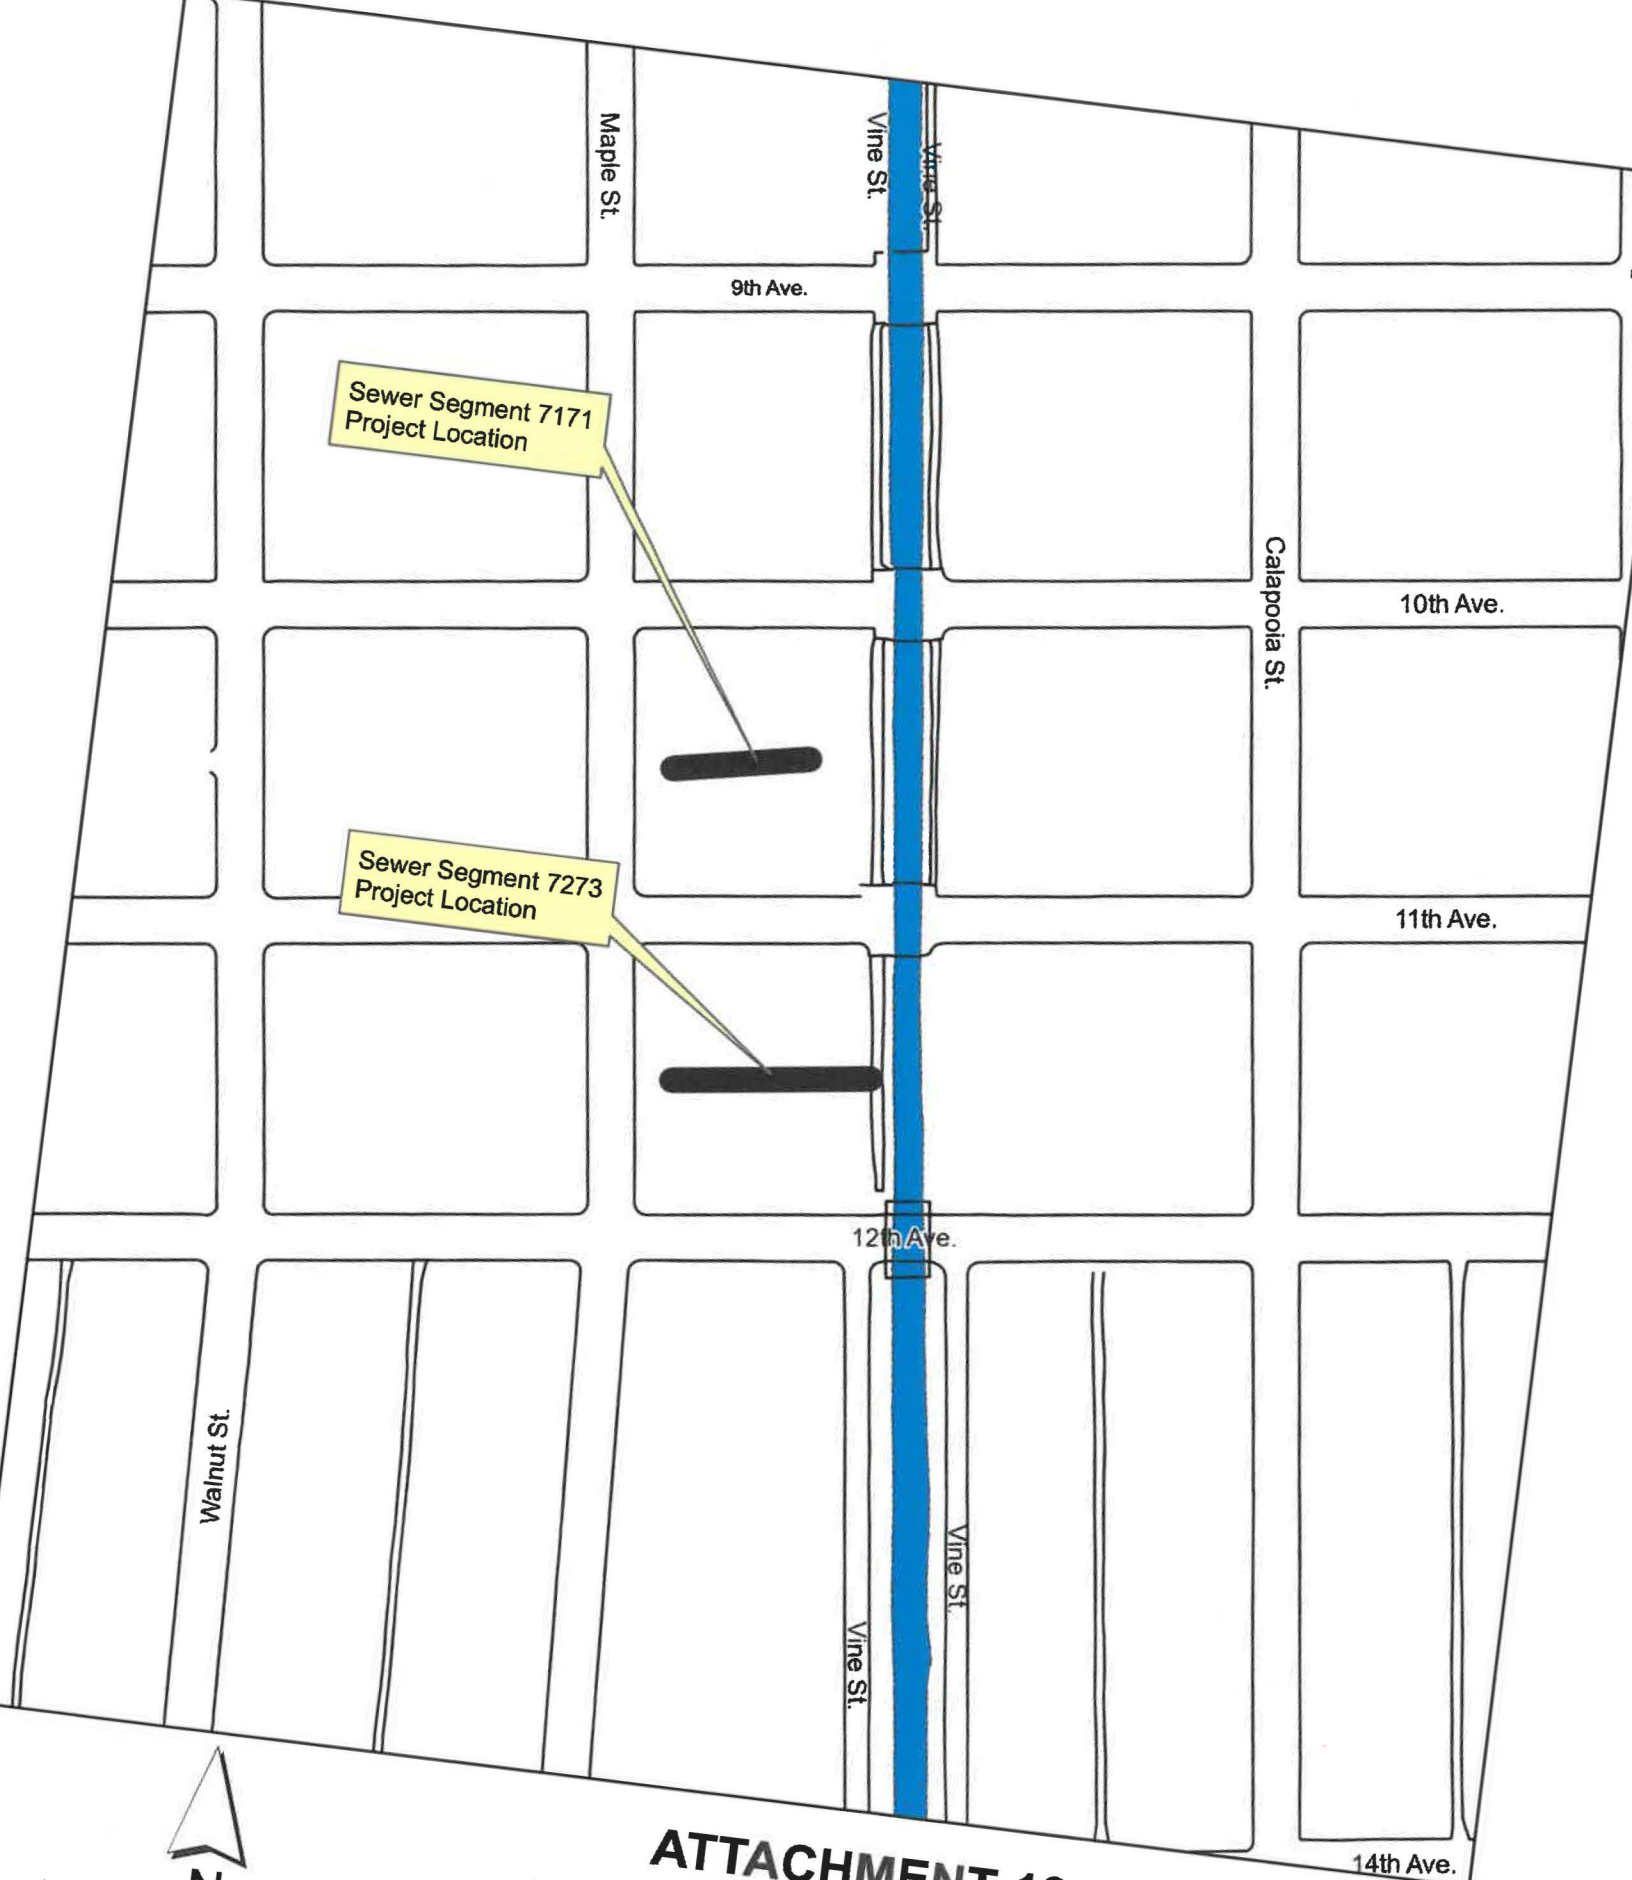 Maple St.
Vine St.
Vine St.
9th Ave.
Sewer Segment 7171
Project Location
Calapooia St.
10th Ave.
Sewer Segment 7273
Project Location
11th Ave.
12th Ave.
Walnut St.
Vine St.
Vine St.
14th Ave.
N
ATTACHMENT